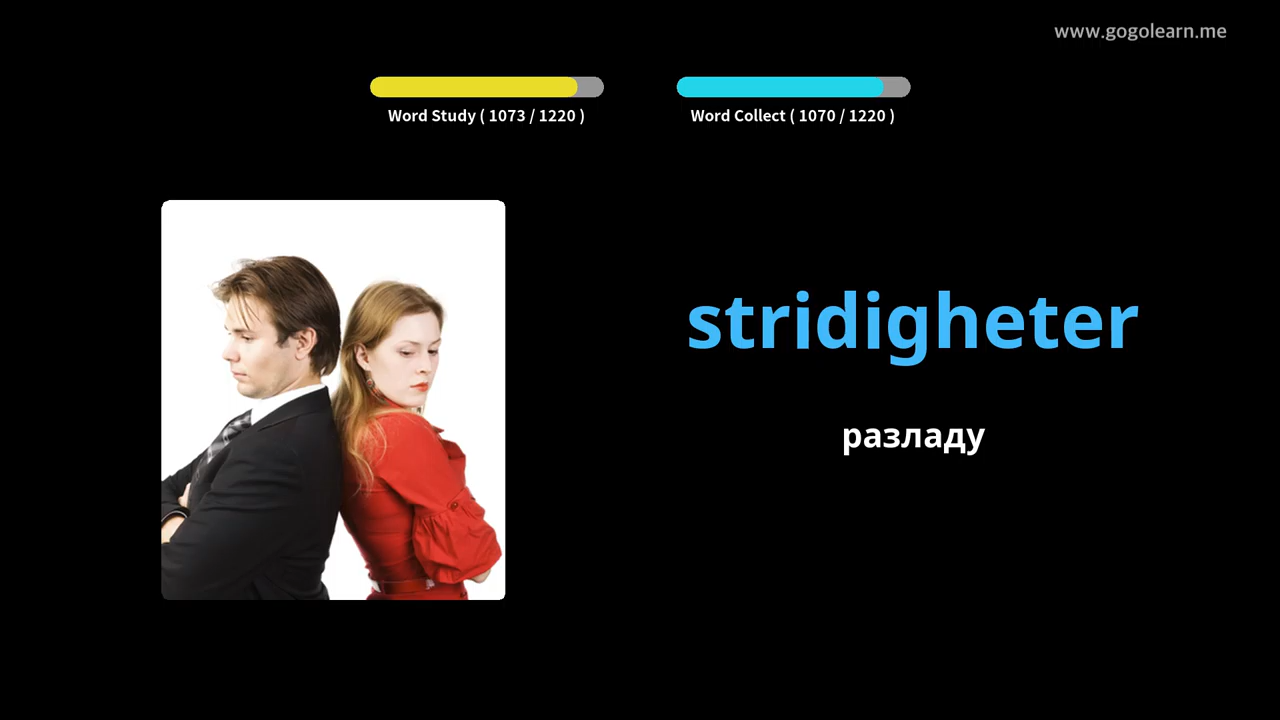 www.gogolearn.me
Word Study ( 1073 / 1220 )
Word Collect ( 1070 / 1220 )
stridigheter
разладу